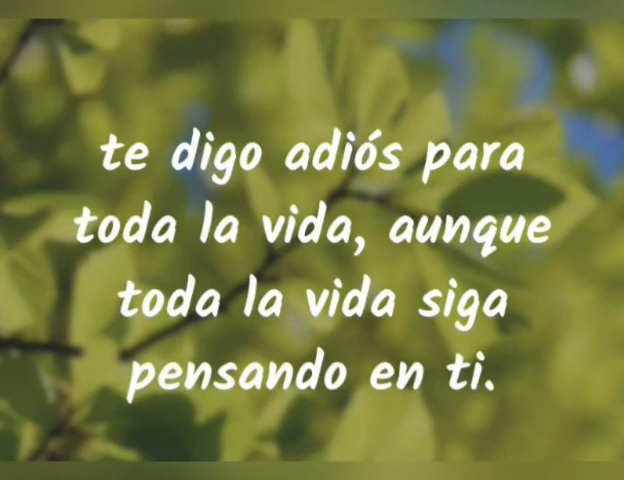 te digo adiós para
toda la vida, aunque
toda la vida siga
pensando en ti.